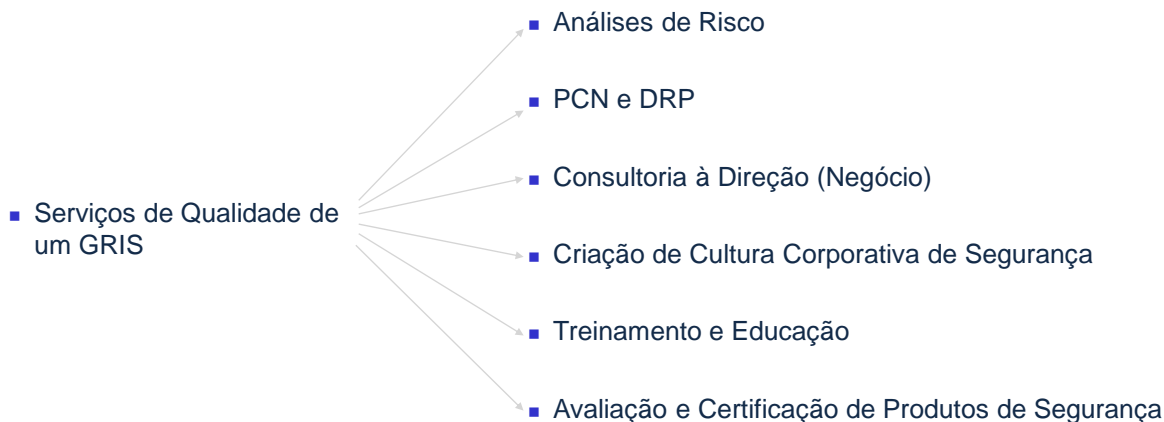 Serviços de Qualidade de
um GRIS
Análises de Risco
PCN e DRP
Consultoria à Direção (Negócio)
Criação de Cultura Corporativa de Segurança
Treinamento e Educação
Avaliação e Certificação de Produtos de Segurança